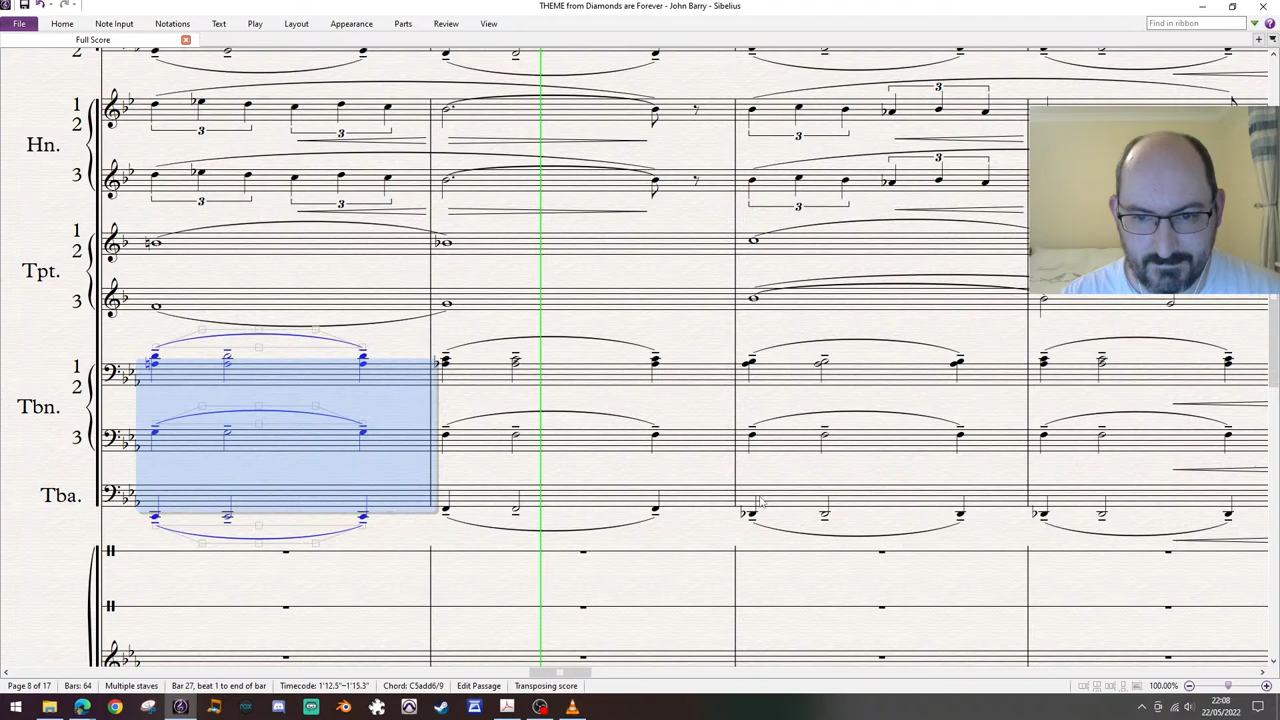 THEME from Diamonds are Forever - John Barry - Sibelius
File Home Note Input Notations Text Play Layout Appearance Parts Review View
Find in ribbon
Full Score
2
Hn. 1 2 3
3 3 3 3
3 3
Tpt. 1 2 3
Tbn. 1 2 3
Tba.
Page 8 of 17 Bars: 64 Multiple staves Bar 27, beat 1 to end of bar Timecode: 1'12.5"-1'15.3" Chord: C5add6/9 Edit Passage Transposing score 100.00%
22:08
22/05/2022